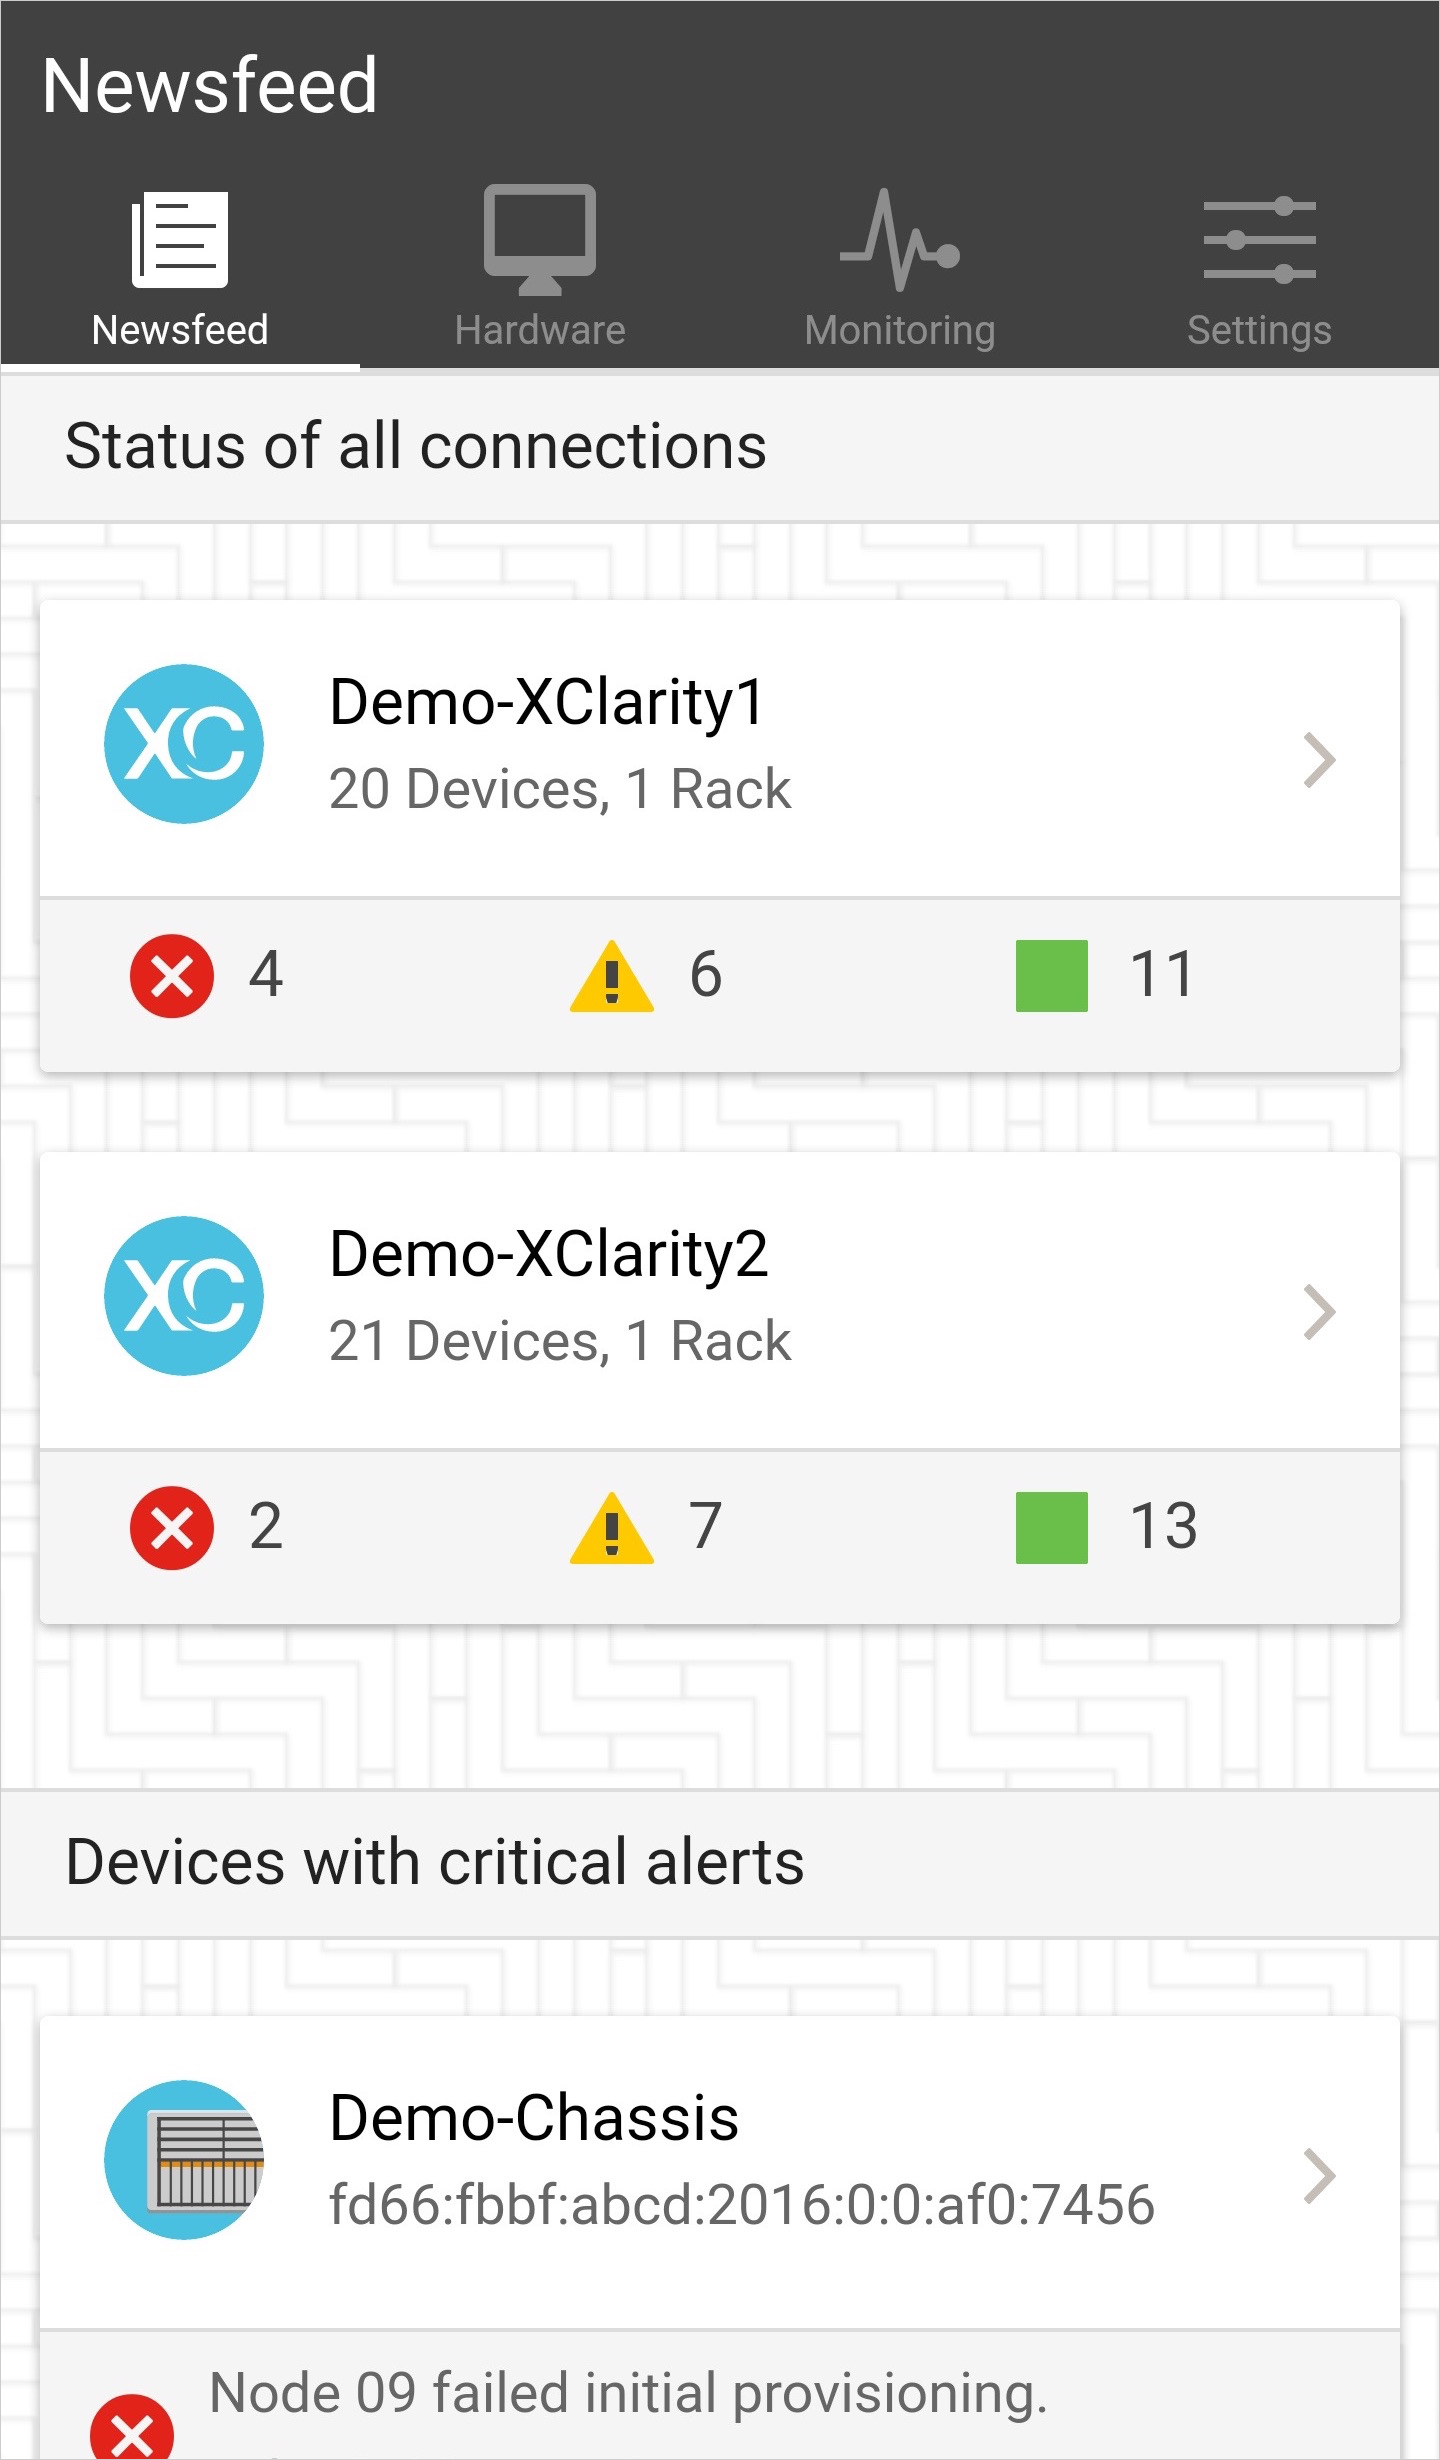 Newsfeed
Newsfeed
Hardware
Monitoring
Settings
Status of all connections
XC
Demo-XClarity1
20 Devices, 1 Rack
4
6
11
XC
Demo-XClarity2
21 Devices, 1 Rack
2
7
13
Devices with critical alerts
Demo-Chassis
fd66:fbbf:abcd:2016:0:0:af0:7456
Node 09 failed initial provisioning.